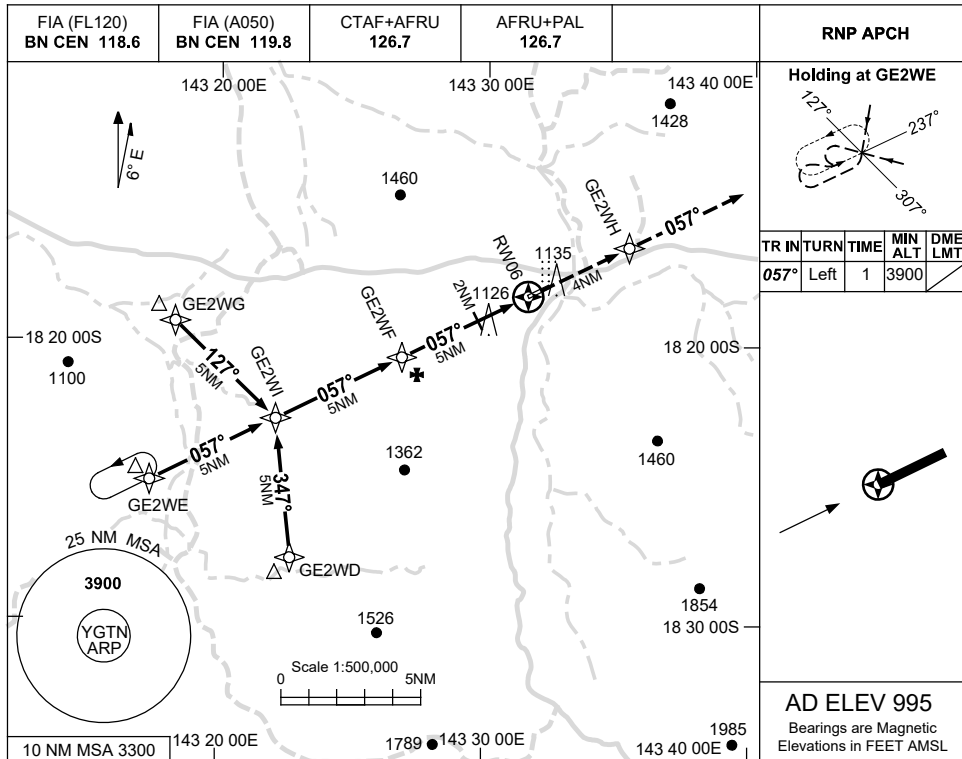 FIA (FL120)
BN CEN 118.6
FIA (A050)
BN CEN 119.8
CTAF+AFRU
126.7
AFRU+PAL
126.7
RNP APCH
143 20 00E
143 30 00E
143 40 00E
6° E
1428
1460
GE2WH
057°
RW06
1135
4NM
1126
2NM
GE2WG
GE2WF
057°
5NM
18 20 00S
18 20 00S
127°
5NM
GE2WI
1100
057°
5NM
057°
5NM
1362
1460
GE2WE
347°
5NM
GE2WD
25 NM MSA
3900
YGTN
ARP
1854
1526
18 30 00S
Scale 1:500,000
0 5NM
10 NM MSA 3300
143 20 00E
1789
143 30 00E
1985
143 40 00E
Holding at GE2WE
127°
237°
307°
TR IN TURN TIME MIN ALT DME LMT
057° Left 1 3900
AD ELEV 995
Bearings are Magnetic
Elevations in FEET AMSL